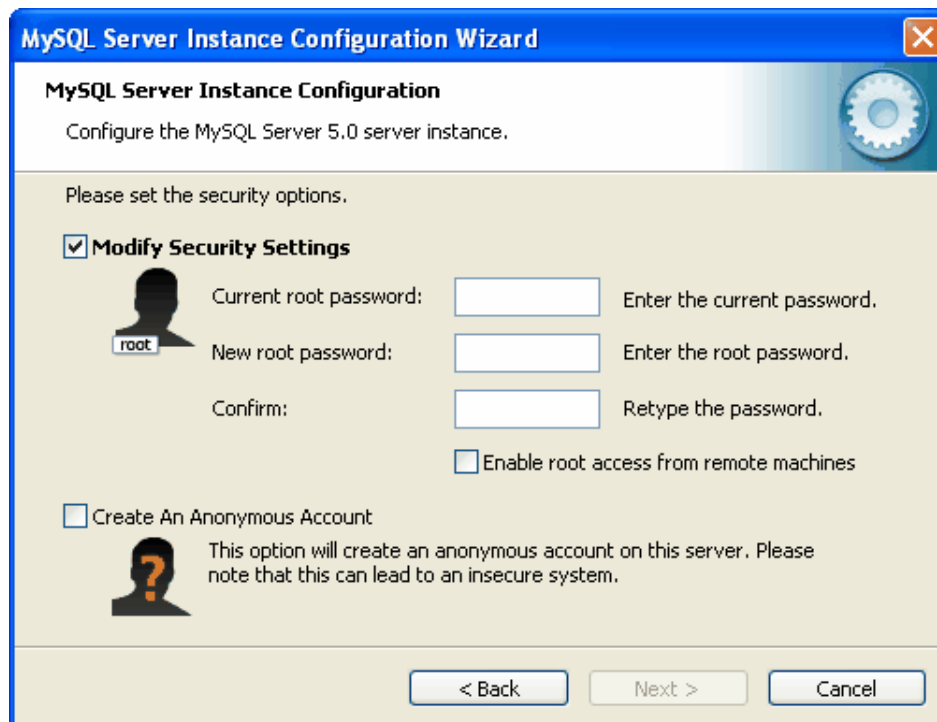 MySQL Server Instance Configuration Wizard
MySQL Server Instance Configuration
Configure the MySQL Server 5.0 server instance.
Please set the security options.
Modify Security Settings
root
Current root password:
Enter the current password.
New root password:
Enter the root password.
Confirm:
Retype the password.
Enable root access from remote machines
Create An Anonymous Account
?
This option will create an anonymous account on this server. Please
note that this can lead to an insecure system.
< Back
Next >
Cancel